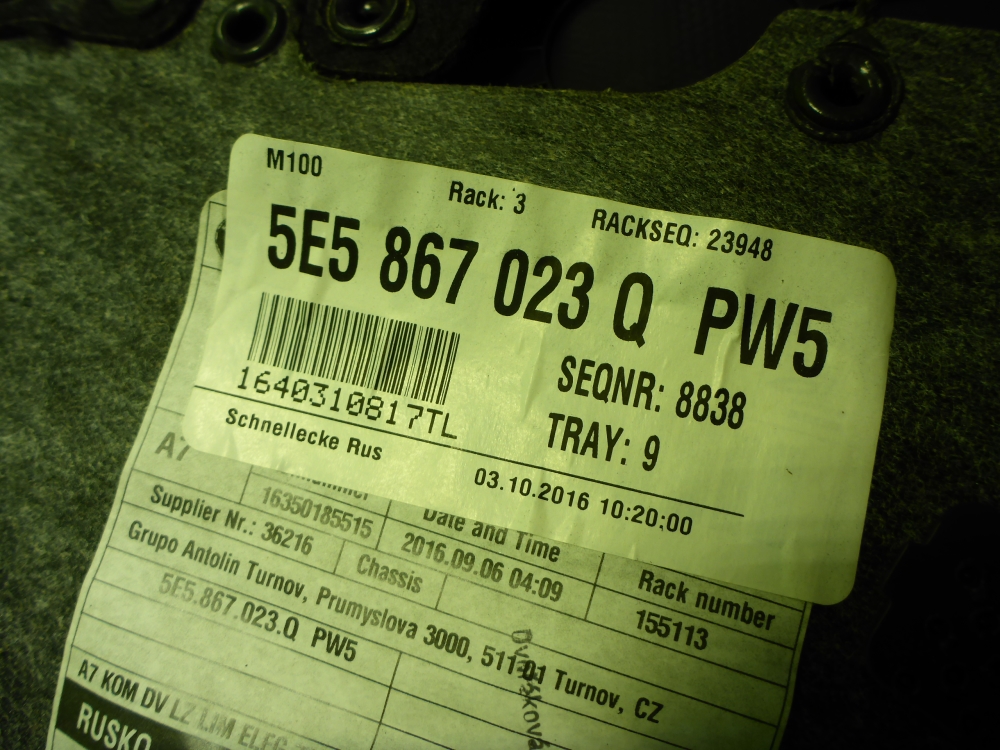 M100
Rack: 3
RACKSEQ: 23948
5E5 867 023 Q PW5
1640310817TL
SEQNR: 8838
TRAY: 9
Schnellecke Rus
03.10.2016 10:20:00
A7
16350185515
Date and Time
2016.09.06 04:09
Rack number
155113
Supplier Nr.: 36216
Chassis
Grupo Antolin Turnov, Prumyslova 3000, 511 01 Turnov, CZ
5E5.867.023.Q PW5
A7 KOM DV LZ LIM ELEC
RUSKO